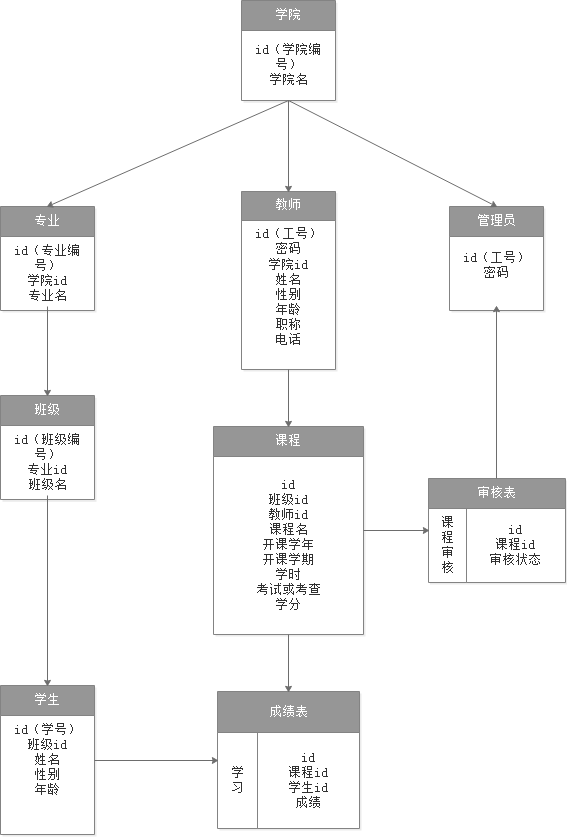 学院
id（学院编
号）
学院名
专业
id（专业编
号）
学院id
专业名
教师
id（工号）
密码
学院id
姓名
性别
年龄
职称
电话
管理员
id（工号）
密码
班级
id（班级编
号）
专业id
班级名
课程
id
班级id
教师id
课程名
开课学年
开课学期
学时
考试或考查
学分
审核表
课
程
审
核
id
课程id
审核状态
学生
id（学号）
班级id
姓名
性别
年龄
成绩表
学
习
id
课程id
学生id
成绩